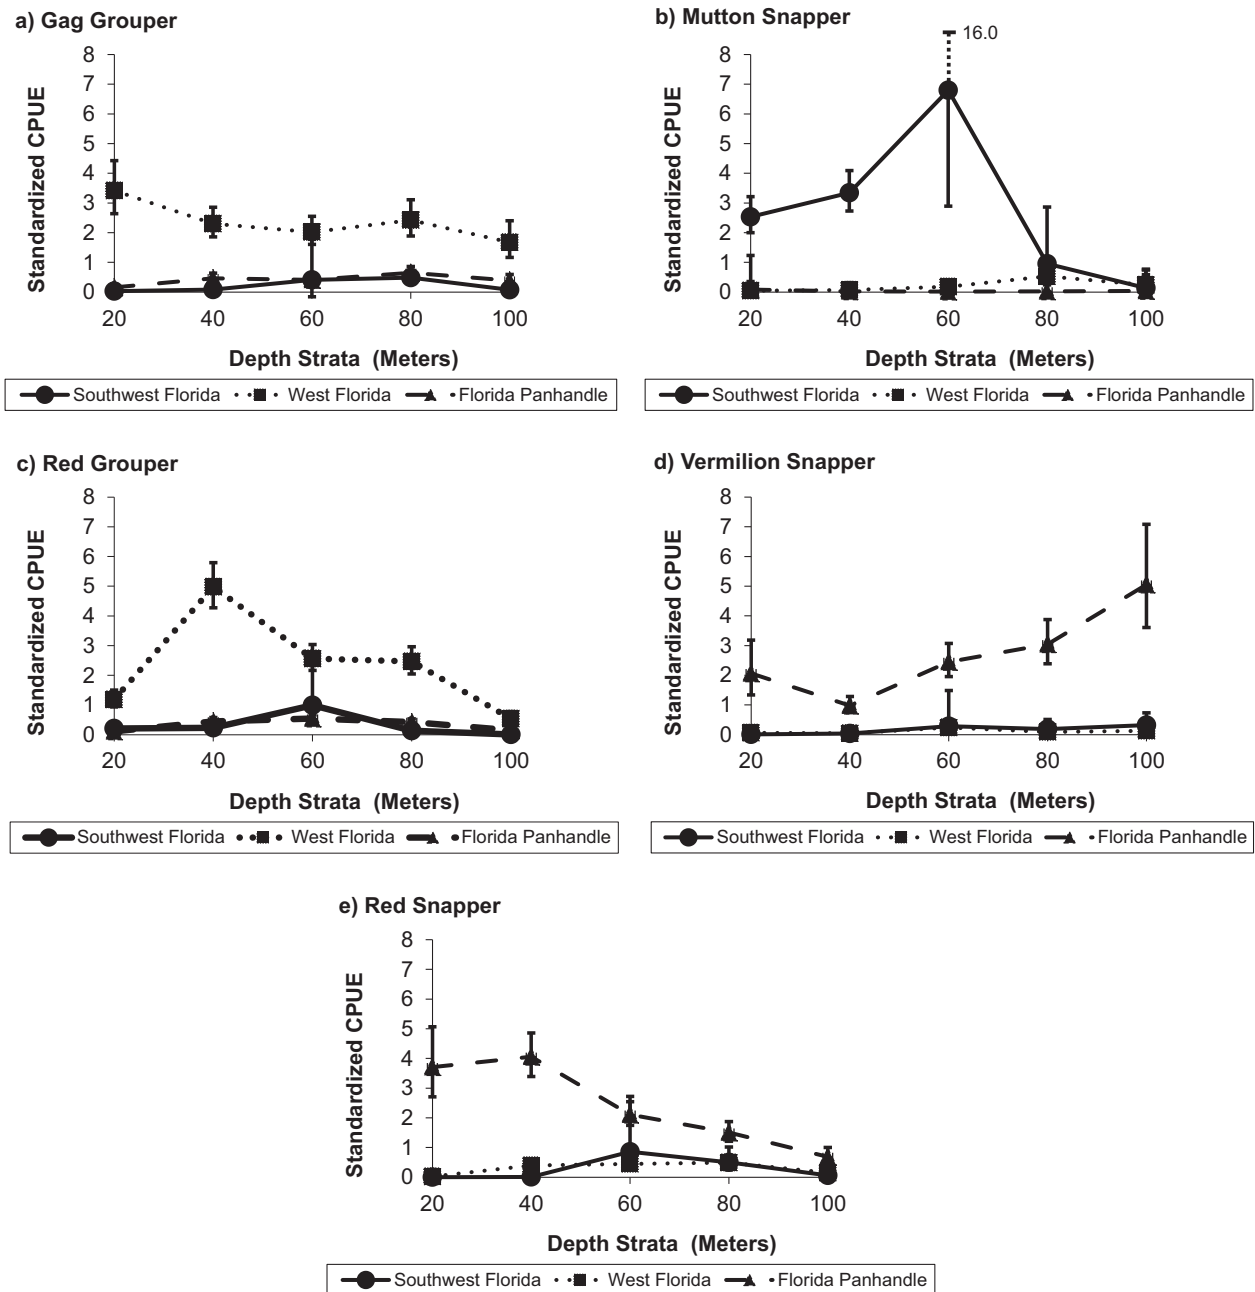 a) Gag Grouper
8
7
6
5
4
3
2
1
0
Standardized CPUE
20 40 60 80 100
Depth Strata (Meters)
Southwest Florida West Florida Florida Panhandle
b) Mutton Snapper
16.0
8
7
6
5
4
3
2
1
0
Standardized CPUE
20 40 60 80 100
Depth Strata (Meters)
Southwest Florida West Florida Florida Panhandle
c) Red Grouper
8
7
6
5
4
3
2
1
0
Standardized CPUE
20 40 60 80 100
Depth Strata (Meters)
Southwest Florida West Florida Florida Panhandle
d) Vermilion Snapper
8
7
6
5
4
3
2
1
0
Standardized CPUE
20 40 60 80 100
Depth Strata (Meters)
Southwest Florida West Florida Florida Panhandle
e) Red Snapper
8
7
6
5
4
3
2
1
0
Standardized CPUE
20 40 60 80 100
Depth Strata (Meters)
Southwest Florida West Florida Florida Panhandle